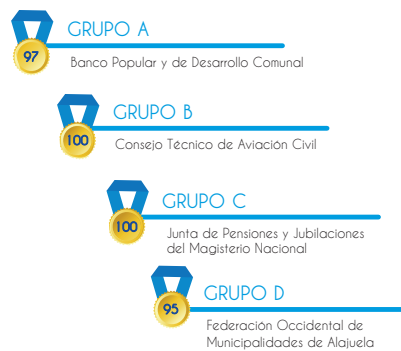 GRUPO A
97
Banco Popular y de Desarrollo Comunal
GRUPO B
100
Consejo Técnico de Aviación Civil
GRUPO C
100
Junta de Pensiones y Jubilaciones
del Magisterio Nacional
GRUPO D
95
Federación Occidental de
Municipalidades de Alajuela